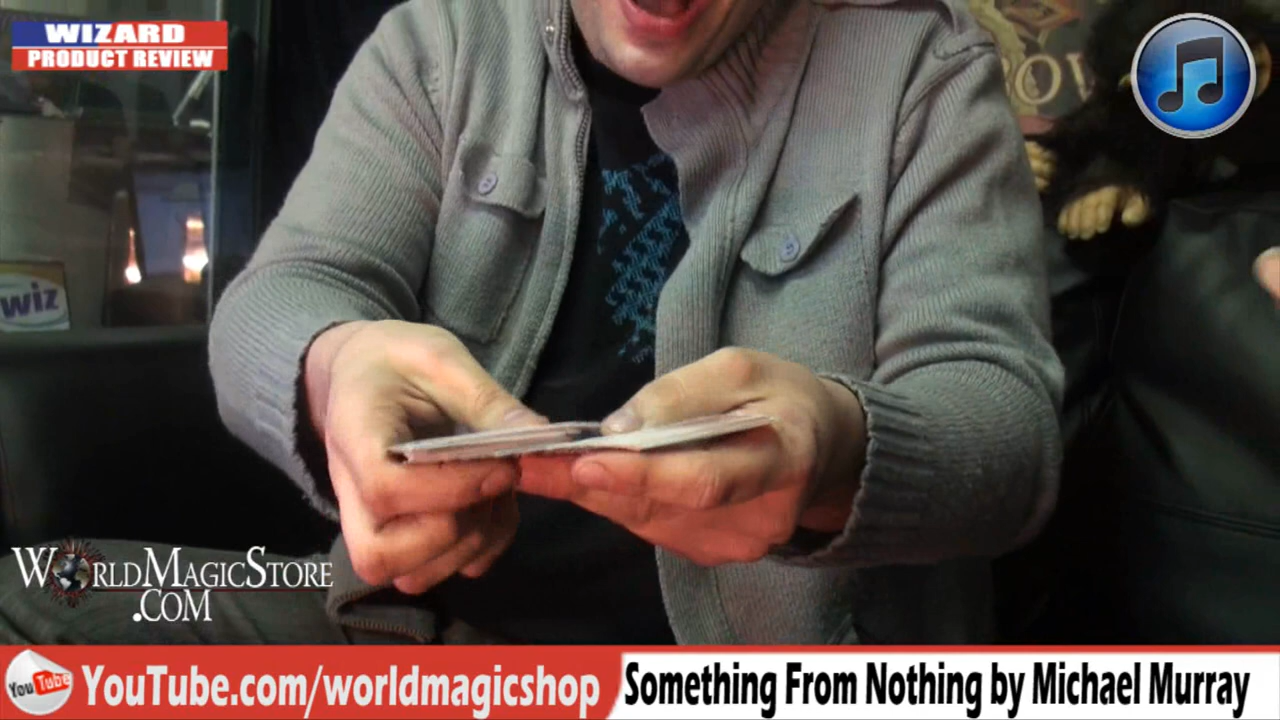 WIZARD
PRODUCT REVIEW
wiz
WORLDMAGICSTORE
.COM
You Tube
YouTube.com/worldmagicshop
Something From Nothing by Michael Murray